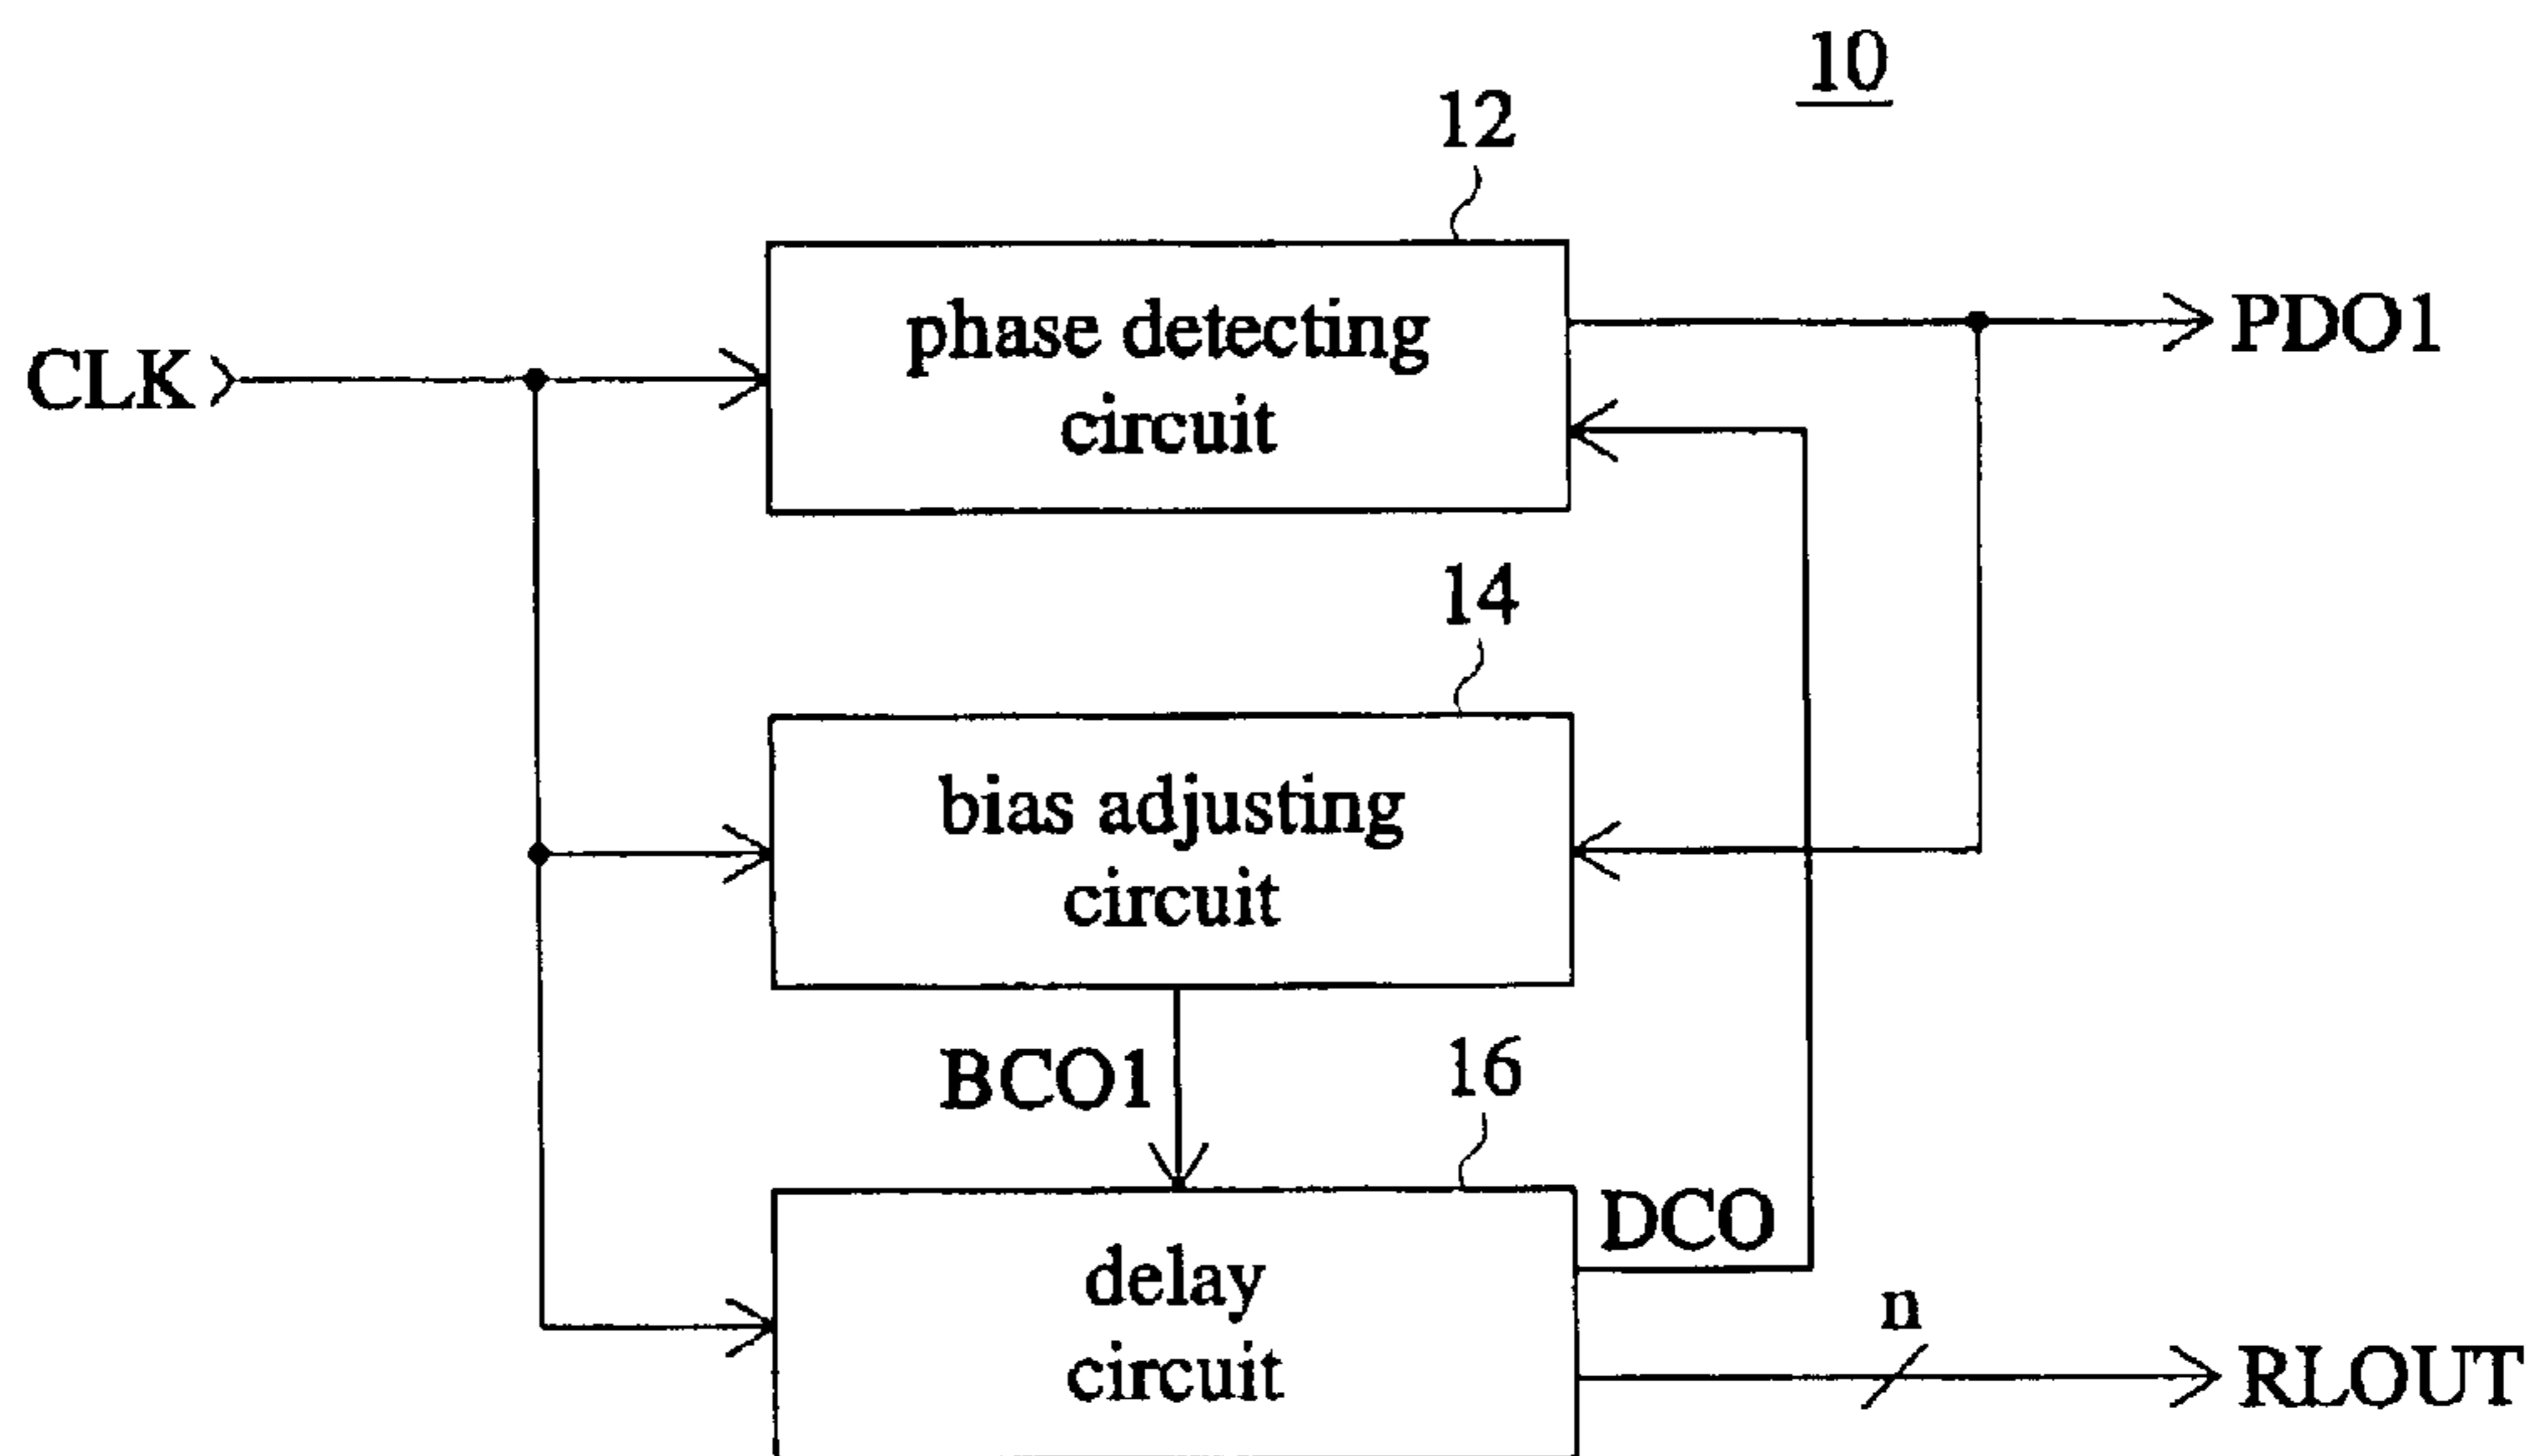 10
12
phase detecting
circuit
PDO1
CLK
14
bias adjusting
circuit
BCO1
16
DCO
delay
circuit
n
RLOUT